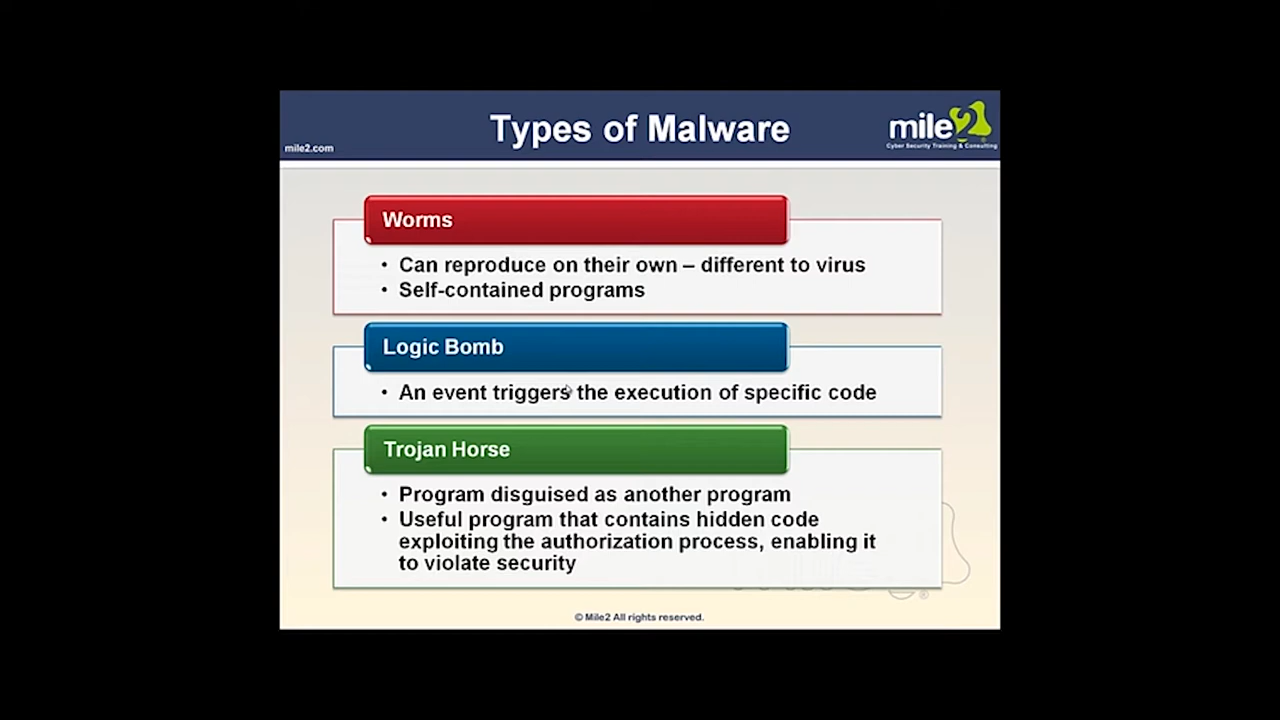 Types of Malware
mile2
Cyber Security Training & Consulting
mile2.com
Worms
• Can reproduce on their own – different to virus
• Self-contained programs
Logic Bomb
• An event triggers the execution of specific code
Trojan Horse
• Program disguised as another program
• Useful program that contains hidden code
exploiting the authorization process, enabling it
to violate security
© Mile2 All rights reserved.